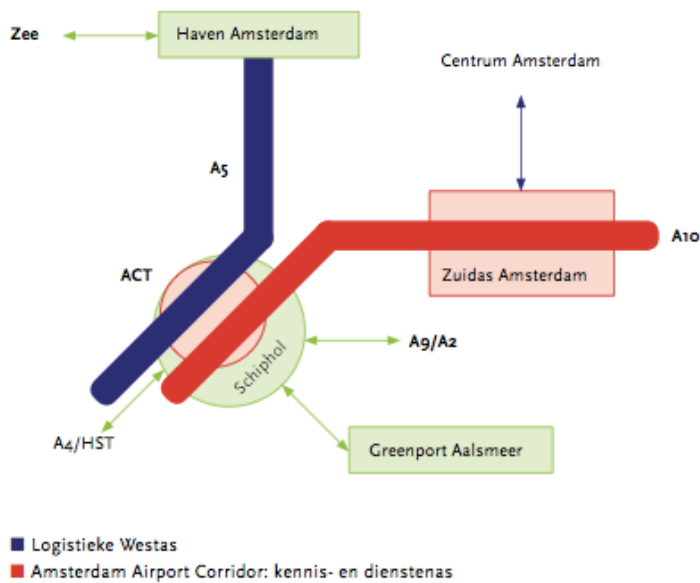 Zee
Haven Amsterdam
Centrum Amsterdam
A5
A10
ACT
Zuidas Amsterdam
Schiphol
A9/A2
A4/HST
Greenport Aalsmeer
Logistieke Westas
Amsterdam Airport Corridor: kennis- en dienstenas